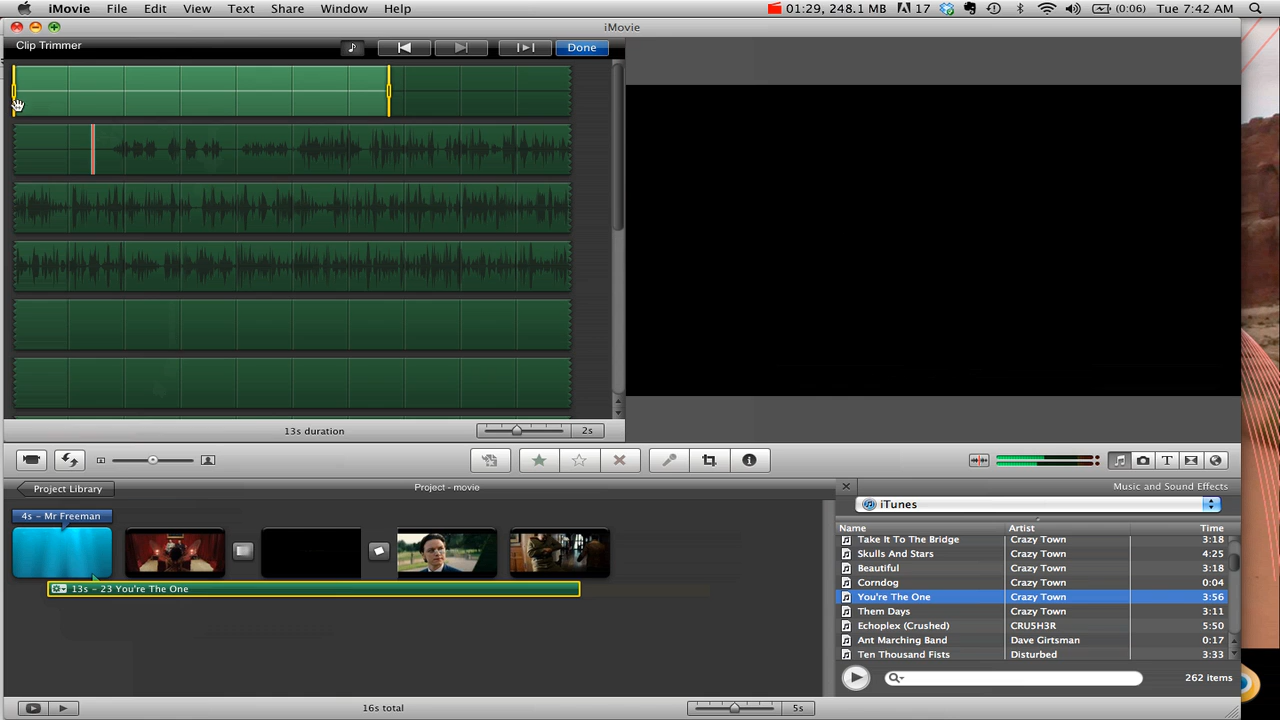 iMovie File Edit View Text Share Window Help 01:29, 248.1 MB 17 (0:06) Tue 7:42 AM
iMovie
Clip Trimmer
Done
13s duration
2s
Project Library
Project - movie
Music and Sound Effects
4s - Mr Freeman
iTunes
Name Artist Time
Take It To The Bridge Crazy Town 3:18
Skulls And Stars Crazy Town 4:25
Beautiful Crazy Town 3:18
Corndog Crazy Town 0:04
13s - 23 You're The One
You're The One Crazy Town 3:56
Them Days Crazy Town 3:11
Echoplex (Crushed) CRU5H3R 5:50
Ant Marching Band Dave Girtsman 0:17
Ten Thousand Fists Disturbed 3:33
262 items
16s total
5s